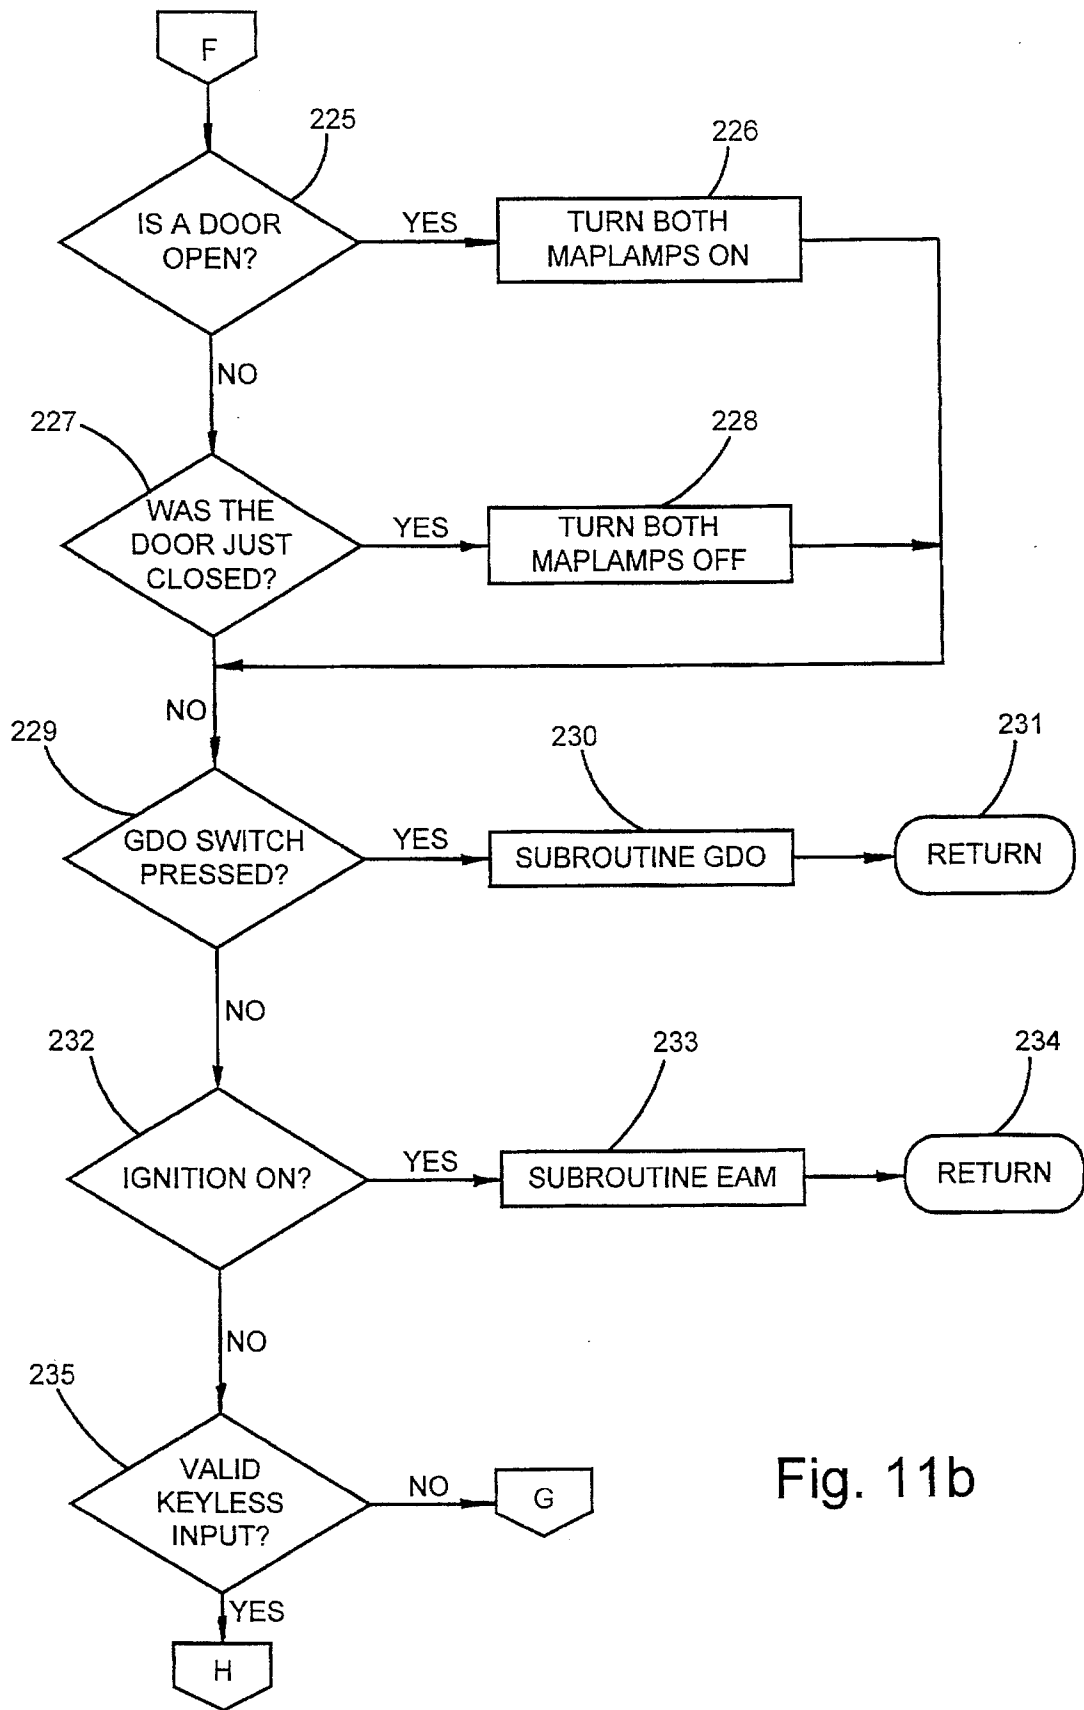 F
225
IS A DOOR
OPEN?
YES
226
TURN BOTH
MAPLAMPS ON
NO
227
WAS THE
DOOR JUST
CLOSED?
YES
228
TURN BOTH
MAPLAMPS OFF
NO
229
GDO SWITCH
PRESSED?
YES
230
SUBROUTINE GDO
231
RETURN
NO
232
IGNITION ON?
YES
233
SUBROUTINE EAM
234
RETURN
NO
235
VALID
KEYLESS
INPUT?
NO
G
YES
H
Fig. 11b